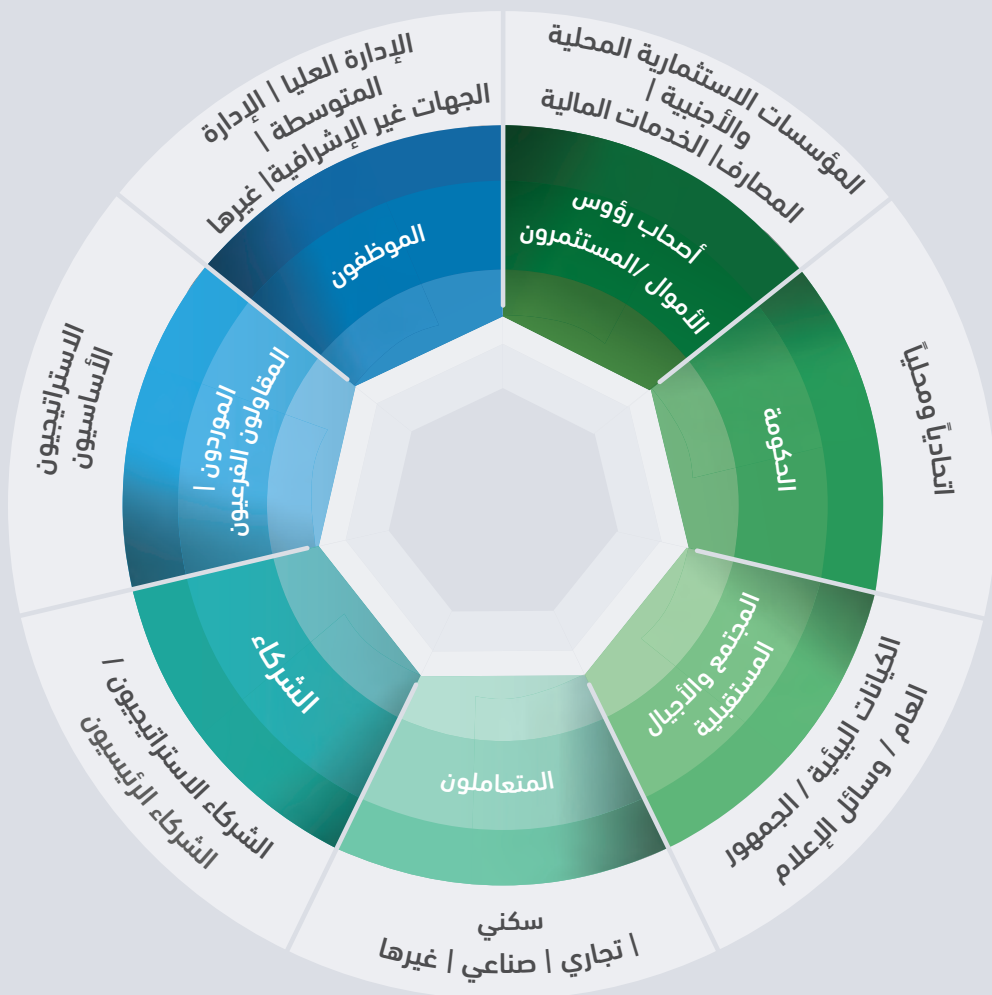 المؤسسات الاستثمارية المحلية
والأجنبية |
المصارف| الخدمات المالية
أصحاب رؤوس
الأموال /المستثمرون
اتحادياً ومحلياً
الحكومة
الكيانات البيئية / الجمهور
العام / وسائل الإعلام
المجتمع والأجيال
المستقبلية
المتعاملون
سكني
| تجاري | صناعي | غيرها
الشركاء
الشركاء الاستراتيجيون |
الشركاء الرئيسيون
الموردون |
المقاولون الفرعيون
الاستراتيجيون
الأساسيون
الإدارة العليا | الإدارة
المتوسطة |
الجهات غير الإشرافية| غيرها
الموظفون